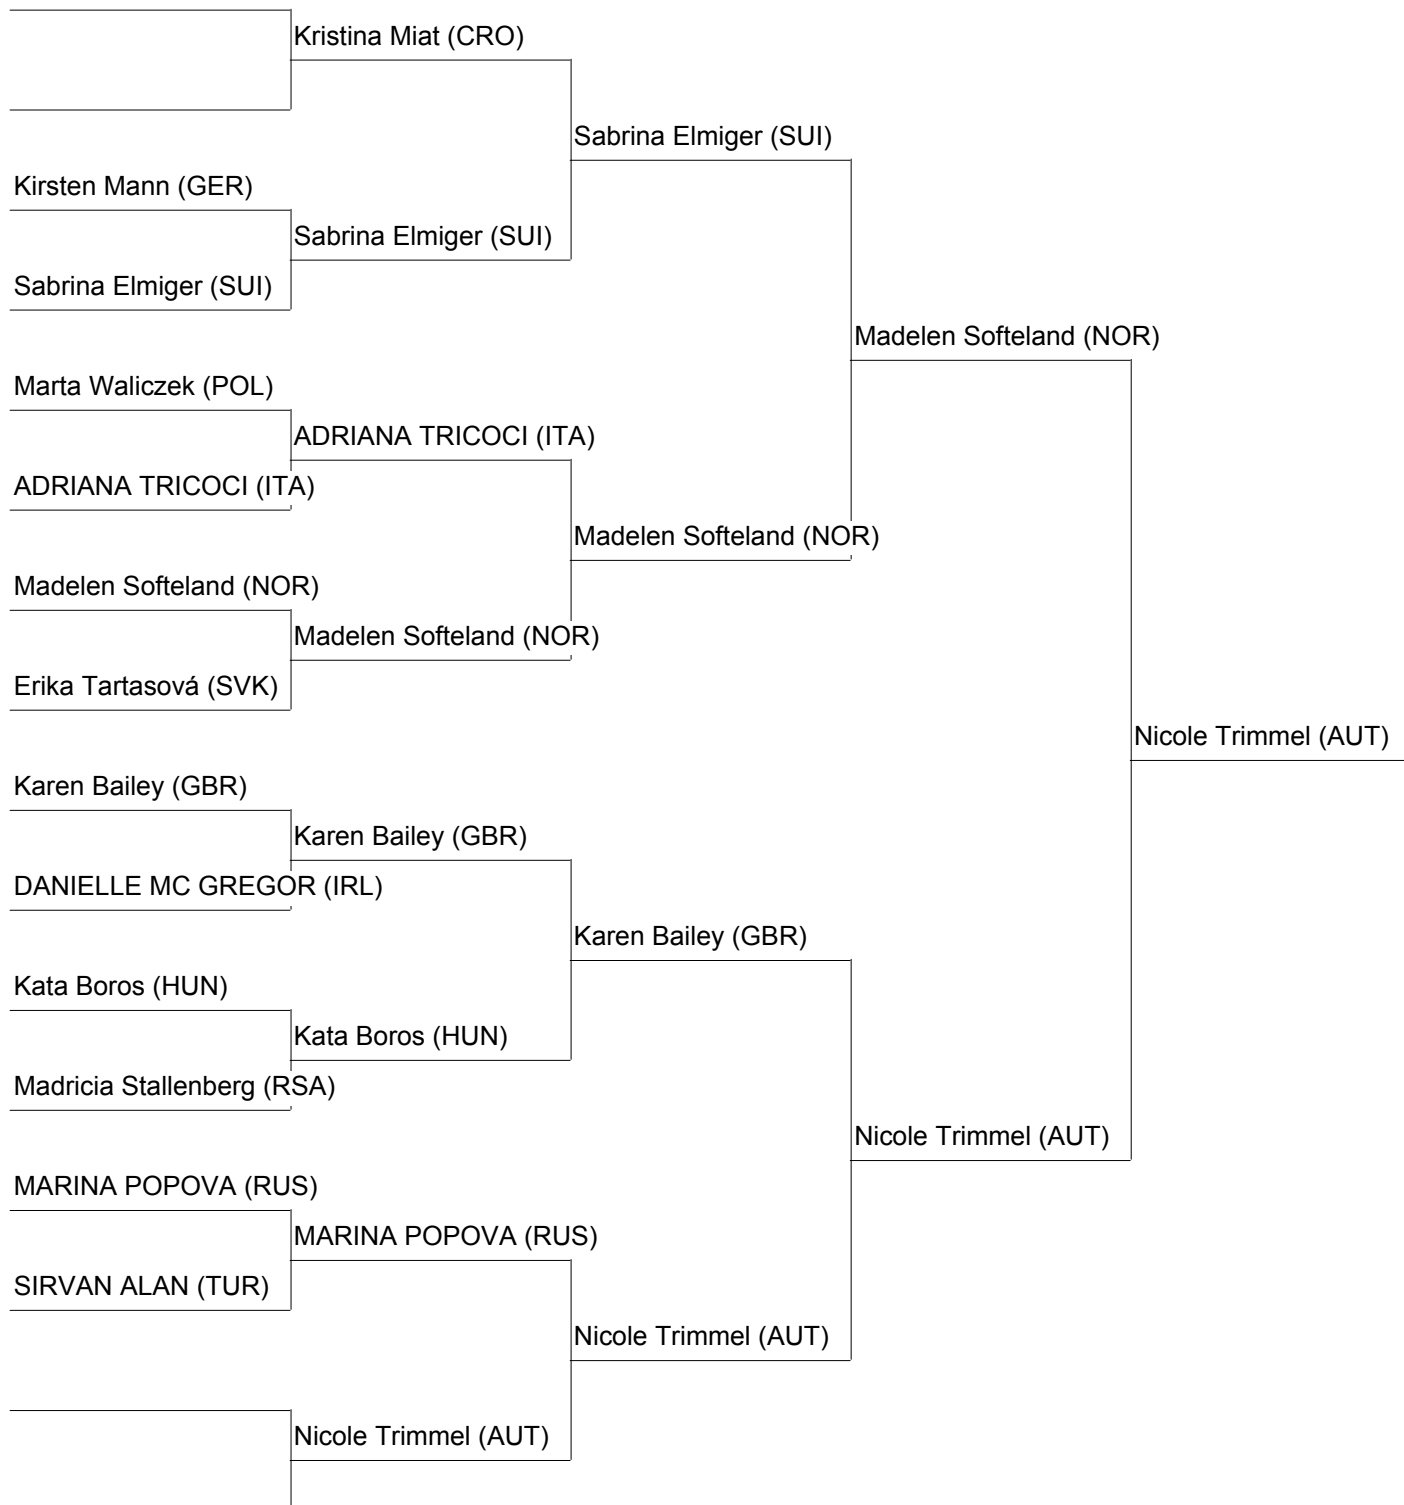 Kristina Miat (CRO)
Sabrina Elmiger (SUI)
Kirsten Mann (GER)
Sabrina Elmiger (SUI)
Sabrina Elmiger (SUI)
Madelen Softeland (NOR)
Marta Waliczek (POL)
ADRIANA TRICOCI (ITA)
ADRIANA TRICOCI (ITA)
Madelen Softeland (NOR)
Madelen Softeland (NOR)
Madelen Softeland (NOR)
Erika Tartasová (SVK)
Nicole Trimmel (AUT)
Karen Bailey (GBR)
Karen Bailey (GBR)
DANIELLE MC GREGOR (IRL)
Karen Bailey (GBR)
Kata Boros (HUN)
Kata Boros (HUN)
Madricia Stallenberg (RSA)
Nicole Trimmel (AUT)
MARINA POPOVA (RUS)
MARINA POPOVA (RUS)
SIRVAN ALAN (TUR)
Nicole Trimmel (AUT)
Nicole Trimmel (AUT)